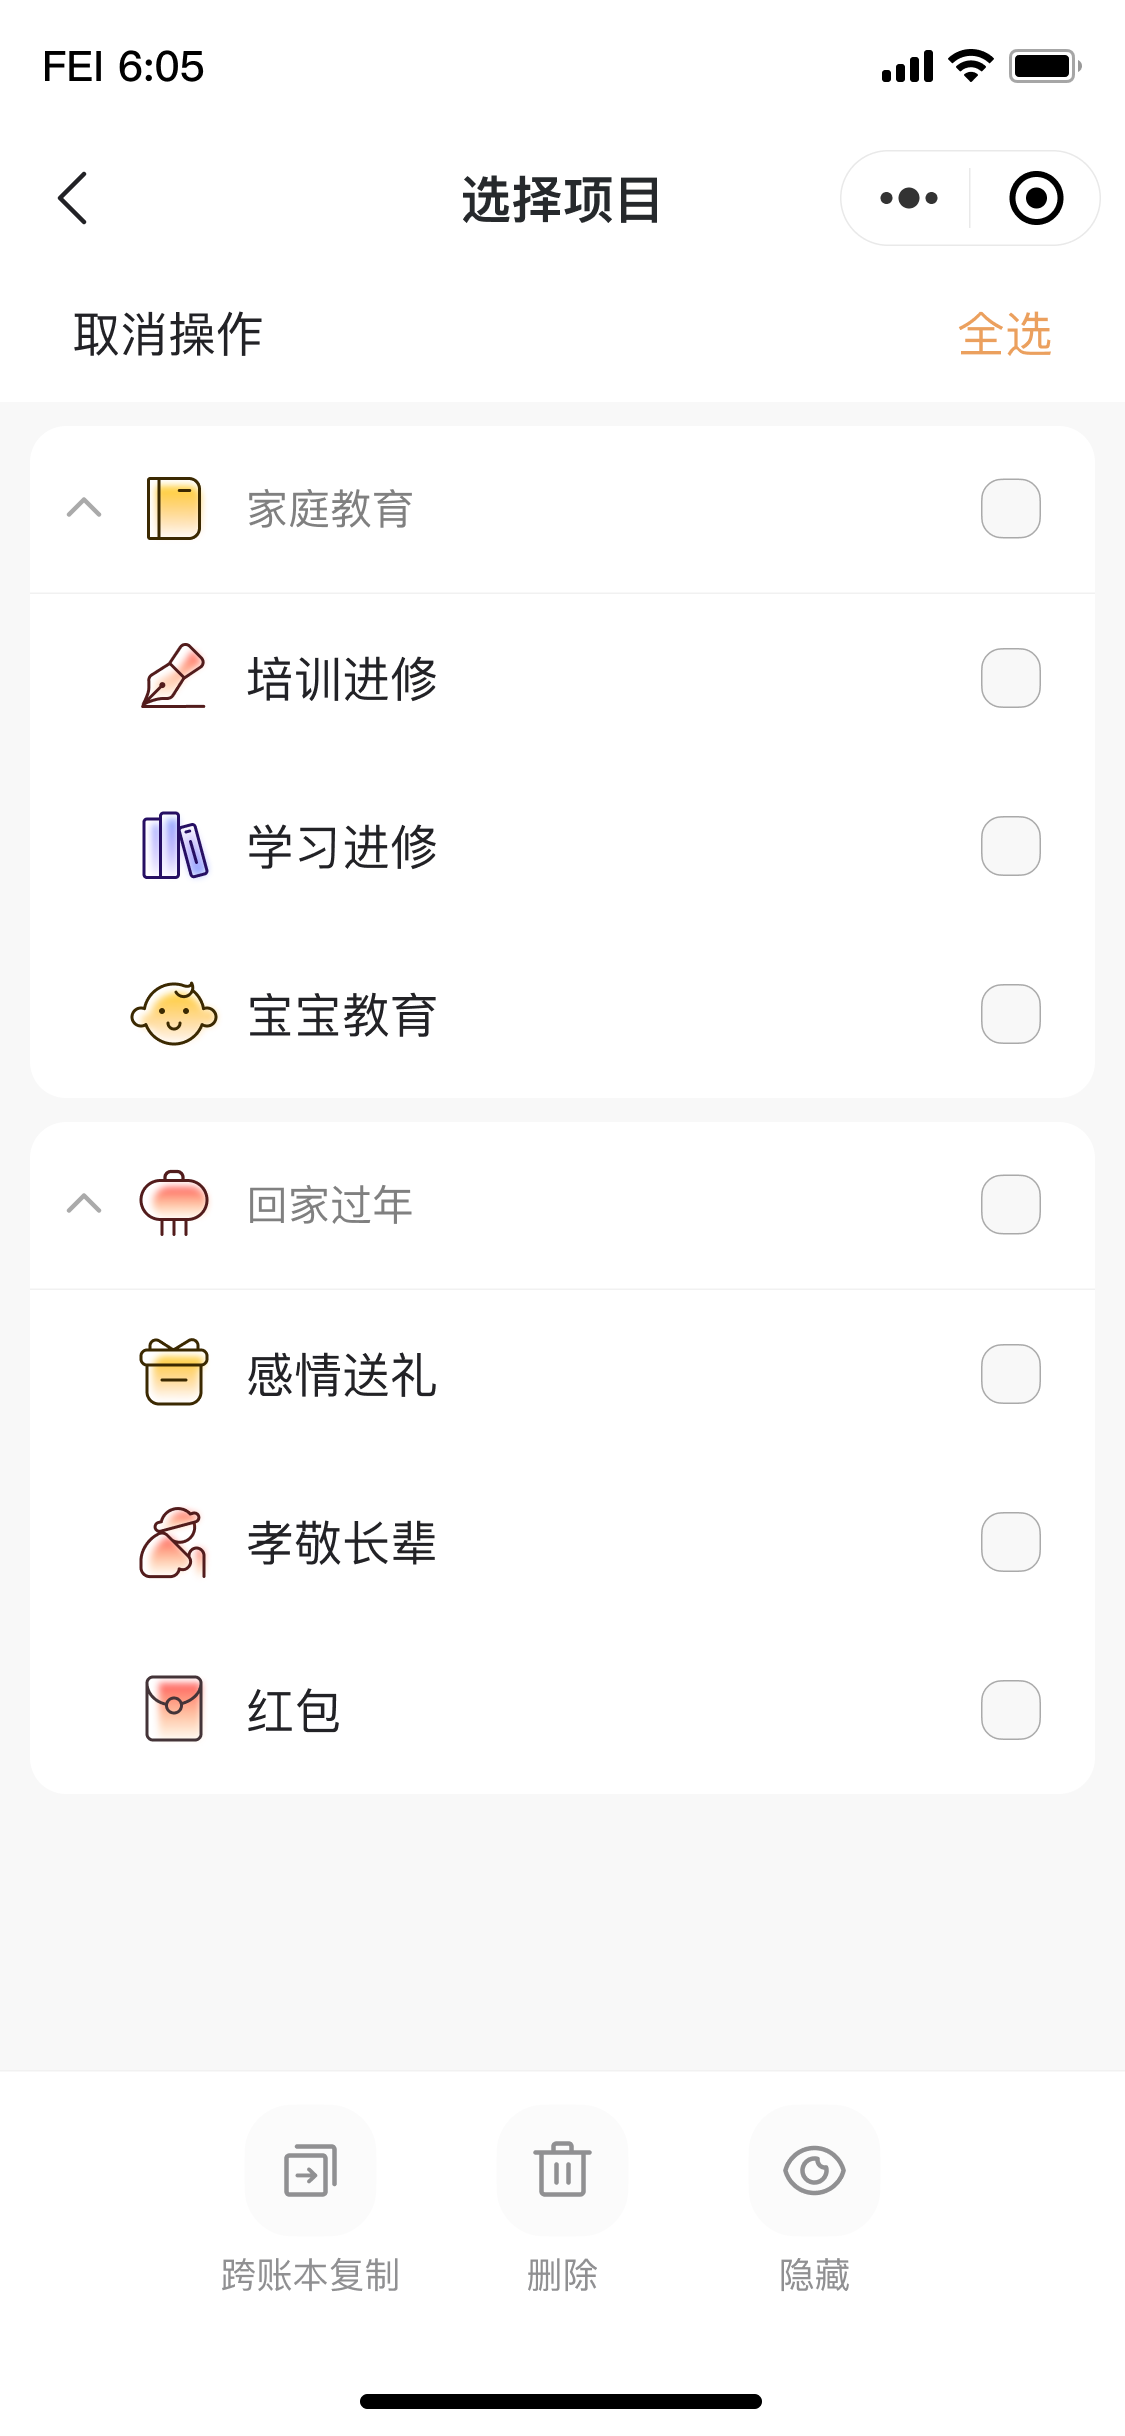 FEI 6:05
选择项目
取消操作
全选
家庭教育
培训进修
学习进修
宝宝教育
回家过年
感情送礼
孝敬长辈
红包
跨账本复制
删除
隐藏